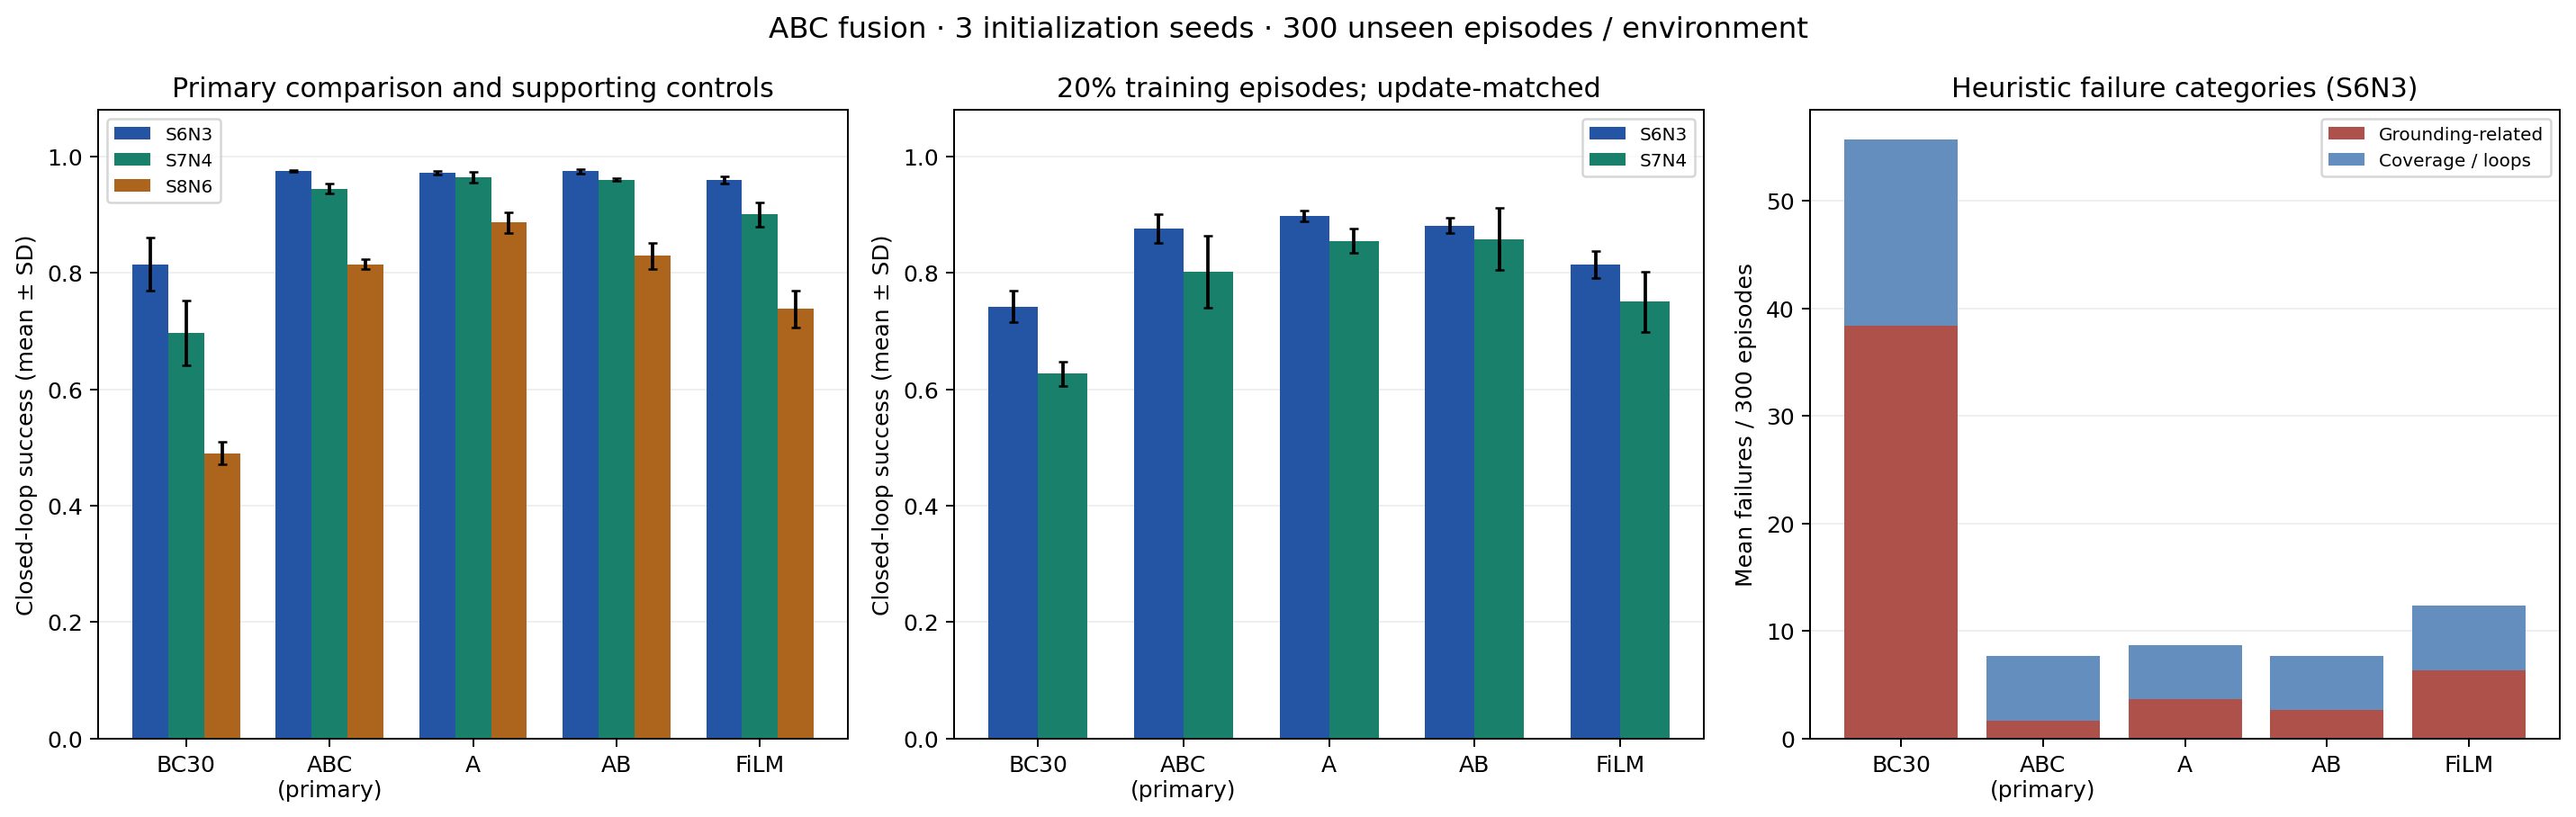 ABC fusion · 3 initialization seeds · 300 unseen episodes / environment
Primary comparison and supporting controls
Closed-loop success (mean ± SD)
1.0
0.8
0.6
0.4
0.2
0.0
S6N3
S7N4
S8N6
BC30
ABC
(primary)
A
AB
FiLM
20% training episodes; update-matched
Closed-loop success (mean ± SD)
1.0
0.8
0.6
0.4
0.2
0.0
S6N3
S7N4
BC30
ABC
(primary)
A
AB
FiLM
Heuristic failure categories (S6N3)
Mean failures / 300 episodes
50
40
30
20
10
0
Grounding-related
Coverage / loops
BC30
ABC
(primary)
A
AB
FiLM